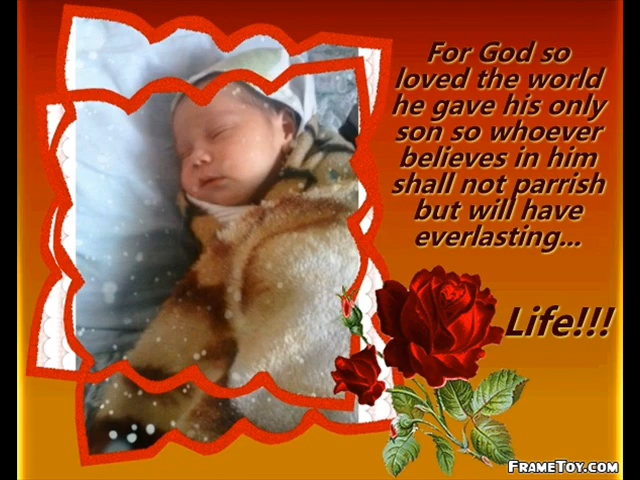 For God so
loved the world
he gave his only
son so whoever
believes in him
shall not parrish
but will have
everlasting...
Life!!!
FrameToy.com